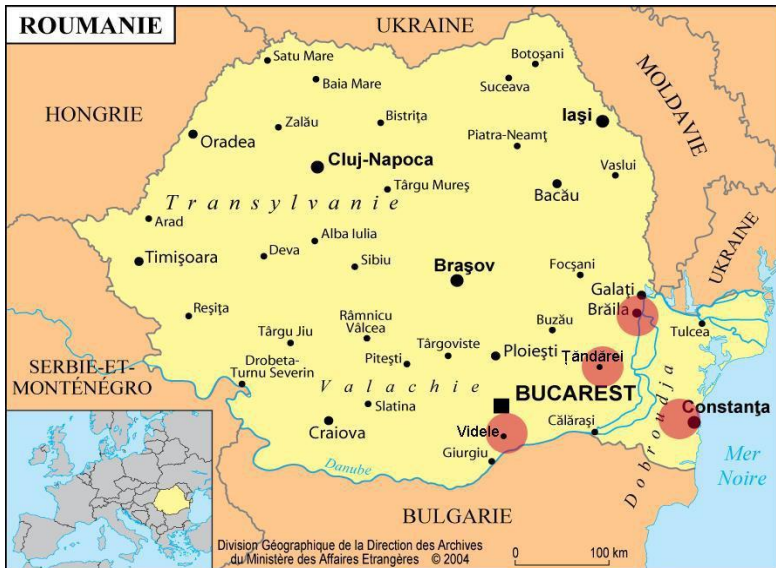 ROUMANIE
UKRAINE
Satu Mare
Botoşani
Baia Mare
Suceava
MOLDAVIE
HONGRIE
Zalău
Bistriţa
Iaşi
Oradea
Piatra-Neamţ
Cluj-Napoca
Vaslui
Târgu Mureş
Bacău
Transylvanie
Arad
Alba Iulia
UKRAINE
Timişoara
Deva
Sibiu
Braşov
Focşani
Galaţi
Reşiţa
Râmnicu
Vâlcea
Brăila
Buzău
Tulcea
Târgu Jiu
Târgoviste
Ploieşti
Ţăndărei
SERBIE-ET-
MONTÉNÉGRO
Drobeta-
Turnu Severin
Piteşti
Valachie
BUCAREST
Slatina
Constanţa
Craiova
Videle
Călăraşi
Dobroudja
Giurgiu
Danube
Mer
Noire
BULGARIE
Division Géographique de la Direction des Archives
du Ministère des Affaires Etrangères © 2004
0 100 km